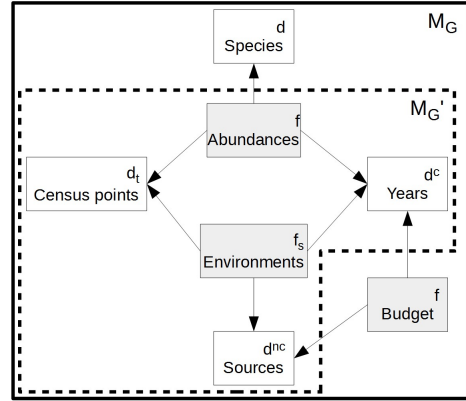 M_G
d
Species
M_G'
f
Abundances
d_t
Census points
d^c
Years
f_s
Environments
f
Budget
d^nc
Sources